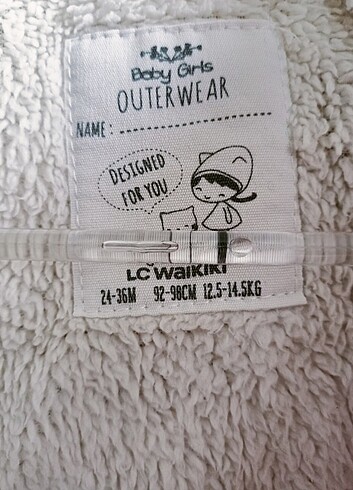 Baby Girls
OUTERWEAR
NAME:
DESIGNED
FOR YOU
LC WAIKIKI
24-36M 92-98CM 12.5-14.5KG